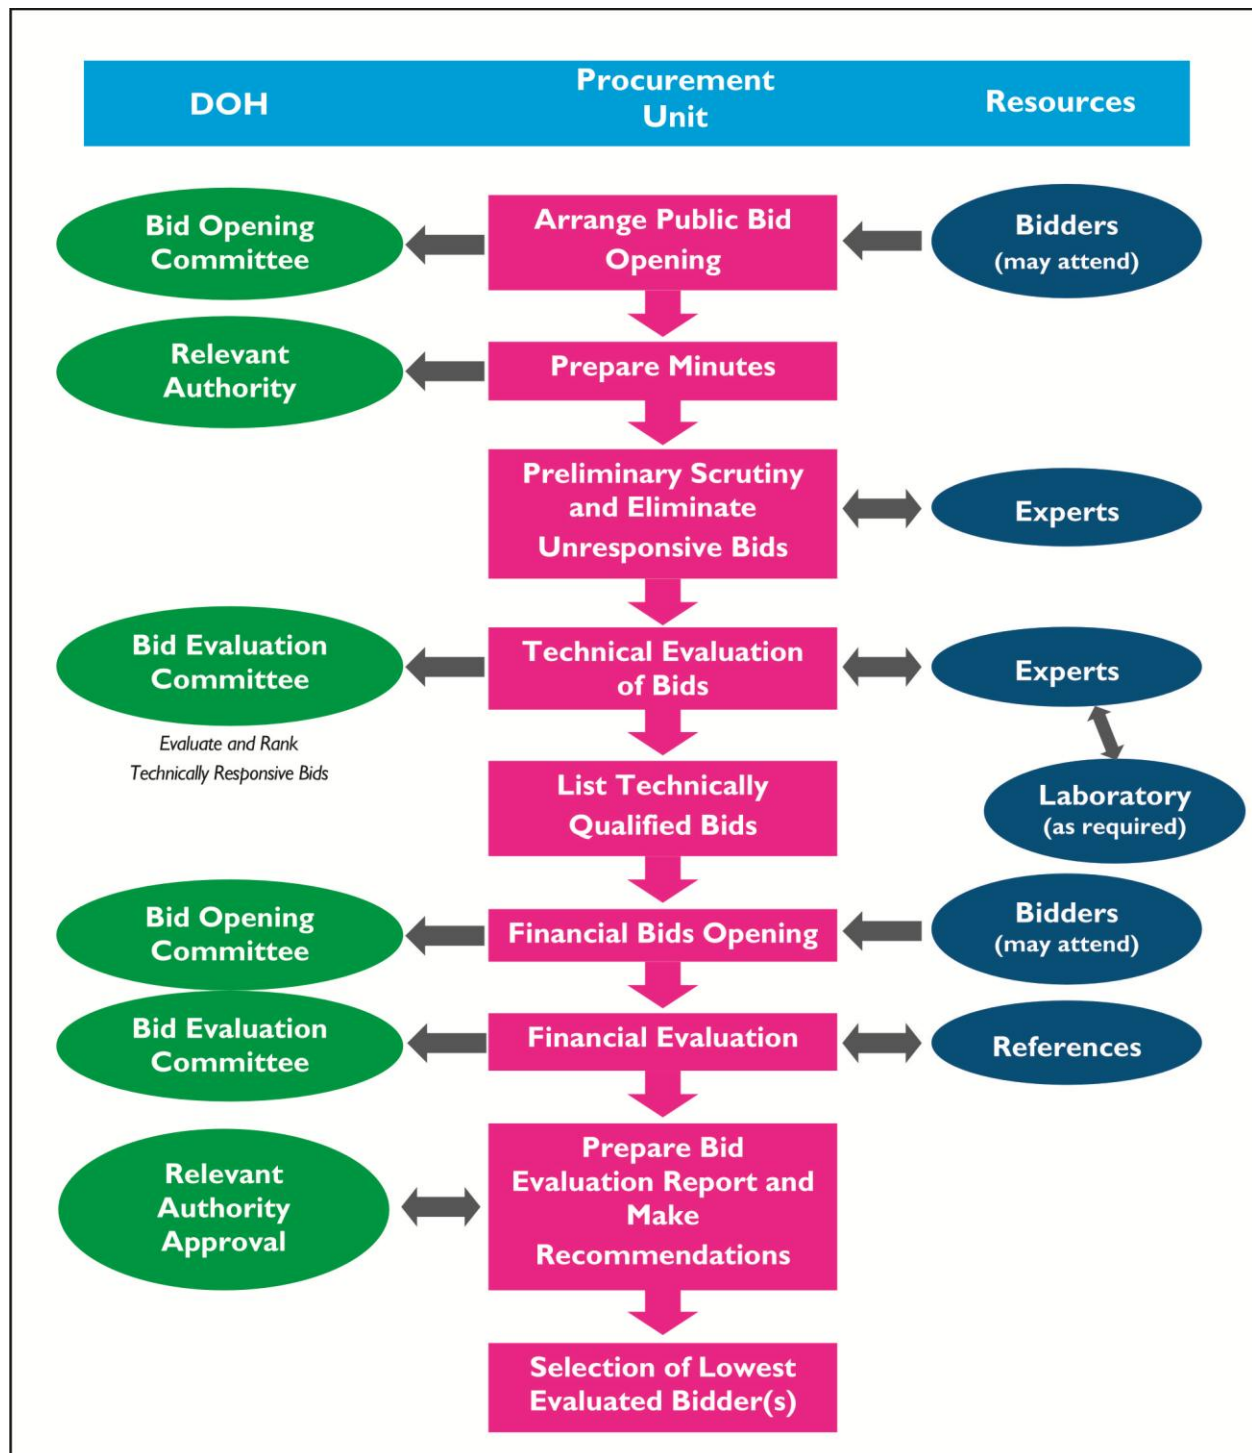 DOH
Procurement
Unit
Resources
Bid Opening
Committee
Arrange Public Bid
Opening
Bidders
(may attend)
Relevant
Authority
Prepare Minutes
Preliminary Scrutiny
and Eliminate
Unresponsive Bids
Experts
Bid Evaluation
Committee
Evaluate and Rank
Technically Responsive Bids
Technical Evaluation
of Bids
Experts
List Technically
Qualified Bids
Laboratory
(as required)
Bid Opening
Committee
Financial Bids Opening
Bidders
(may attend)
Bid Evaluation
Committee
Financial Evaluation
References
Relevant
Authority
Approval
Prepare Bid
Evaluation Report and
Make
Recommendations
Selection of Lowest
Evaluated Bidder(s)